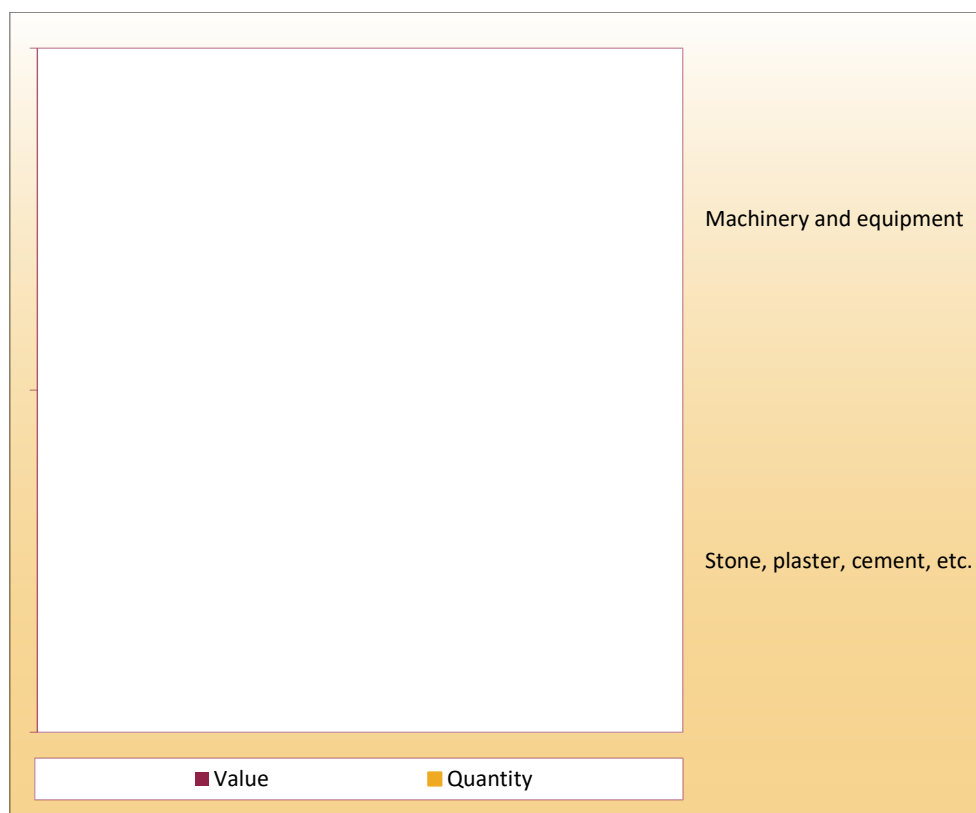 Machinery and equipment
Stone, plaster, cement, etc.
Value Quantity